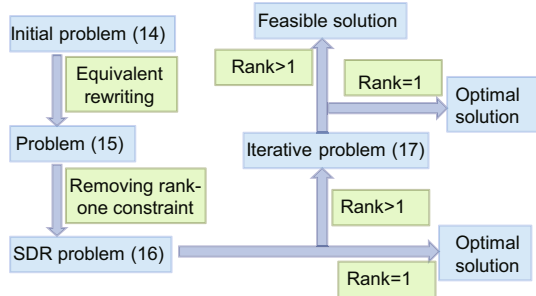 Initial problem (14)
Equivalent
rewriting
Problem (15)
Removing rank-
one constraint
SDR problem (16)
Feasible solution
Rank>1
Rank=1
Optimal
solution
Iterative problem (17)
Rank>1
Rank=1
Optimal
solution